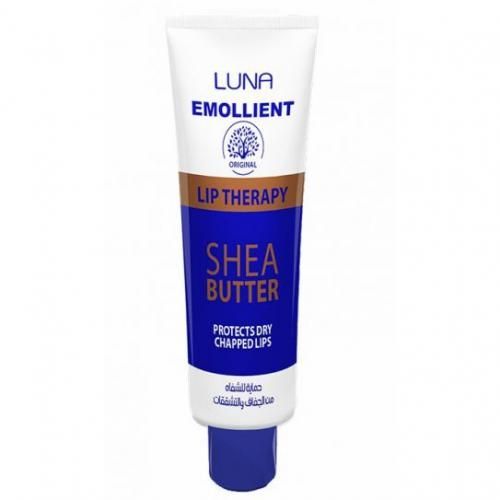 LUNA
EMOLLIENT
ORIGINAL
LIP THERAPY
SHEA
BUTTER
PROTECTS DRY
CHAPPED LIPS
حماية للشفاه
من الجفاف والتشققات